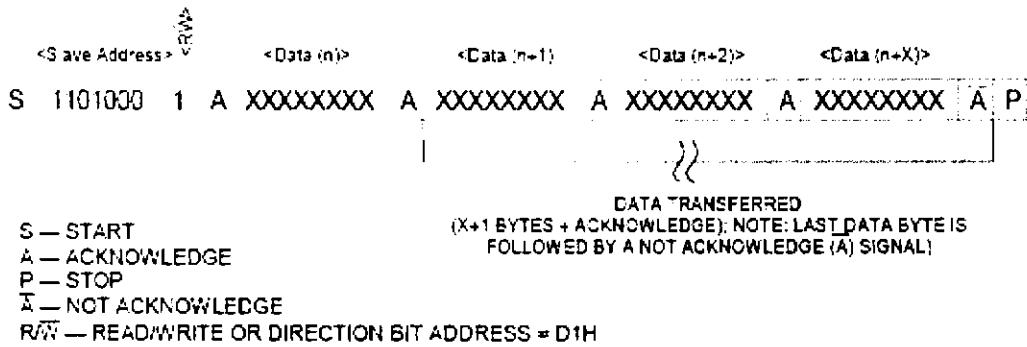 <RW>
<S ave Address> <Data (n)> <Data (n+1) <Data (n+2)> <Data (n+X)>
S 1101000 1 A XXXXXXXX A XXXXXXXX A XXXXXXXX A XXXXXXXX A̅ P
DATA TRANSFERRED
(X+1 BYTES + ACKNOWLEDGE); NOTE: LAST DATA BYTE IS
FOLLOWED BY A NOT ACKNOWLEDGE (A̅) SIGNAL)
S — START
A — ACKNOWLEDGE
P — STOP
A̅ — NOT ACKNOWLEDGE
R/W̅ — READ/WRITE OR DIRECTION BIT ADDRESS = D1H